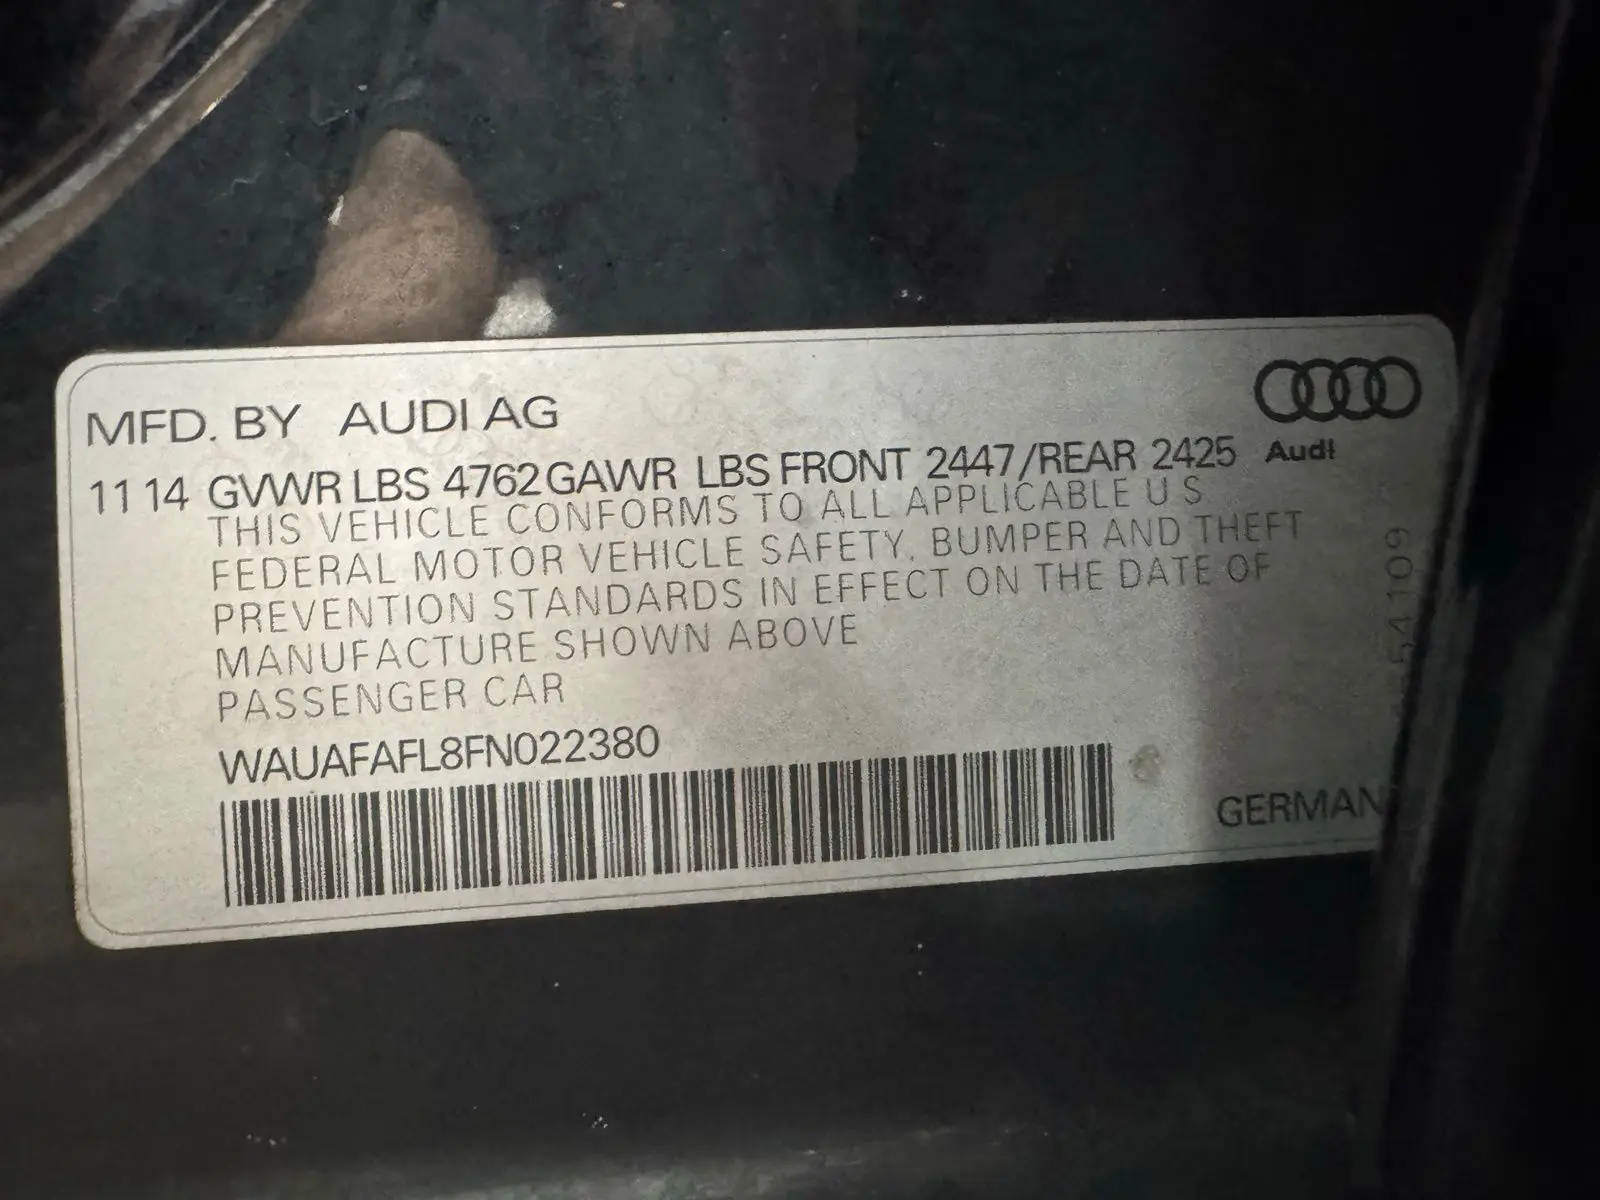 MFD. BY AUDI AG
Audi
11 14 GVWR LBS 4762 GAWR LBS FRONT 2447/REAR 2425
THIS VEHICLE CONFORMS TO ALL APPLICABLE U S
FEDERAL MOTOR VEHICLE SAFETY, BUMPER AND THEFT
PREVENTION STANDARDS IN EFFECT ON THE DATE OF
MANUFACTURE SHOWN ABOVE
PASSENGER CAR
WAUAFAFL8FN022380
GERMAN
54109